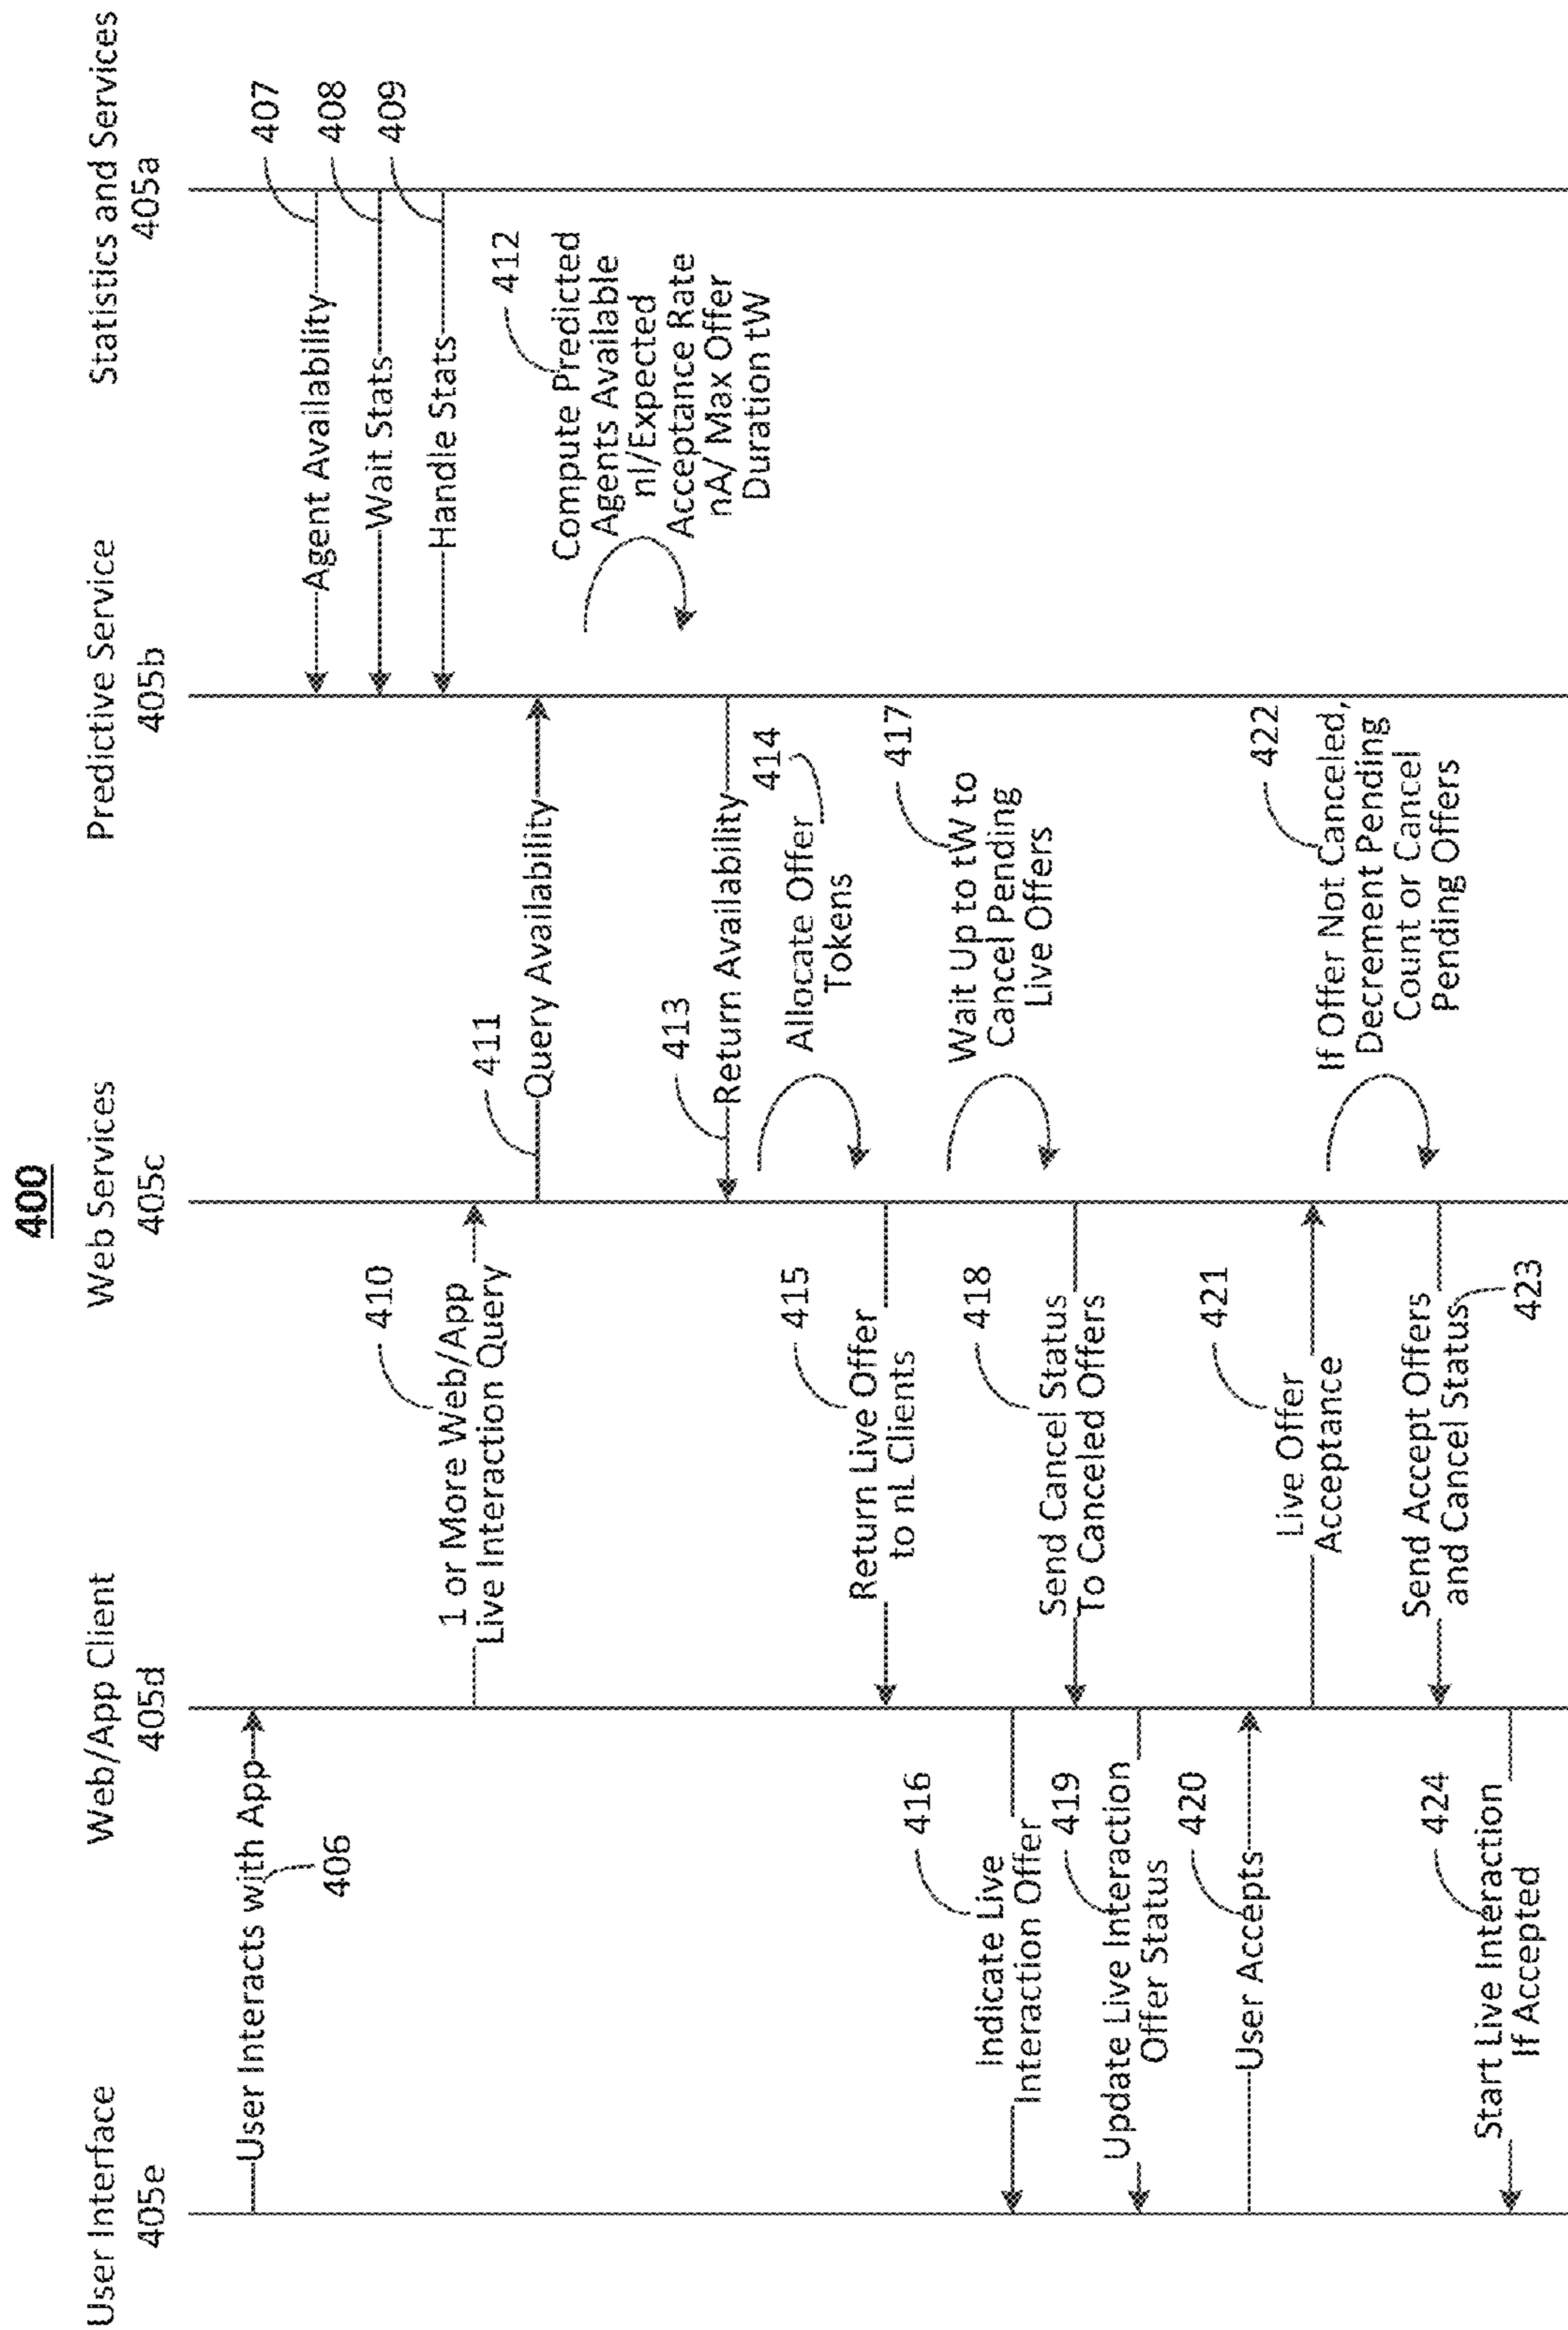 400
User Interface
405e
Web/App Client
405d
Web Services
405c
Predictive Service
405b
Statistics and Services
405a
User Interacts with App
406
Agent Availability
407
Wait Stats
408
Handle Stats
409
410
1 or More Web/App
Live Interaction Query
411
Query Availability
412
Compute Predicted
Agents Available
nI/Expected
Acceptance Rate
nA/ Max Offer
Duration tW
413
Return Availability
414
Allocate Offer
Tokens
415
Return Live Offer
to nL Clients
416
Indicate Live
Interaction Offer
417
Wait Up to tW to
Cancel Pending
Live Offers
418
Send Cancel Status
To Canceled Offers
419
Update Live Interaction
Offer Status
420
User Accepts
421
Live Offer
Acceptance
422
If Offer Not Canceled,
Decrement Pending
Count or Cancel
Pending Offers
Send Accept Offers
and Cancel Status
423
424
Start Live Interaction
If Accepted